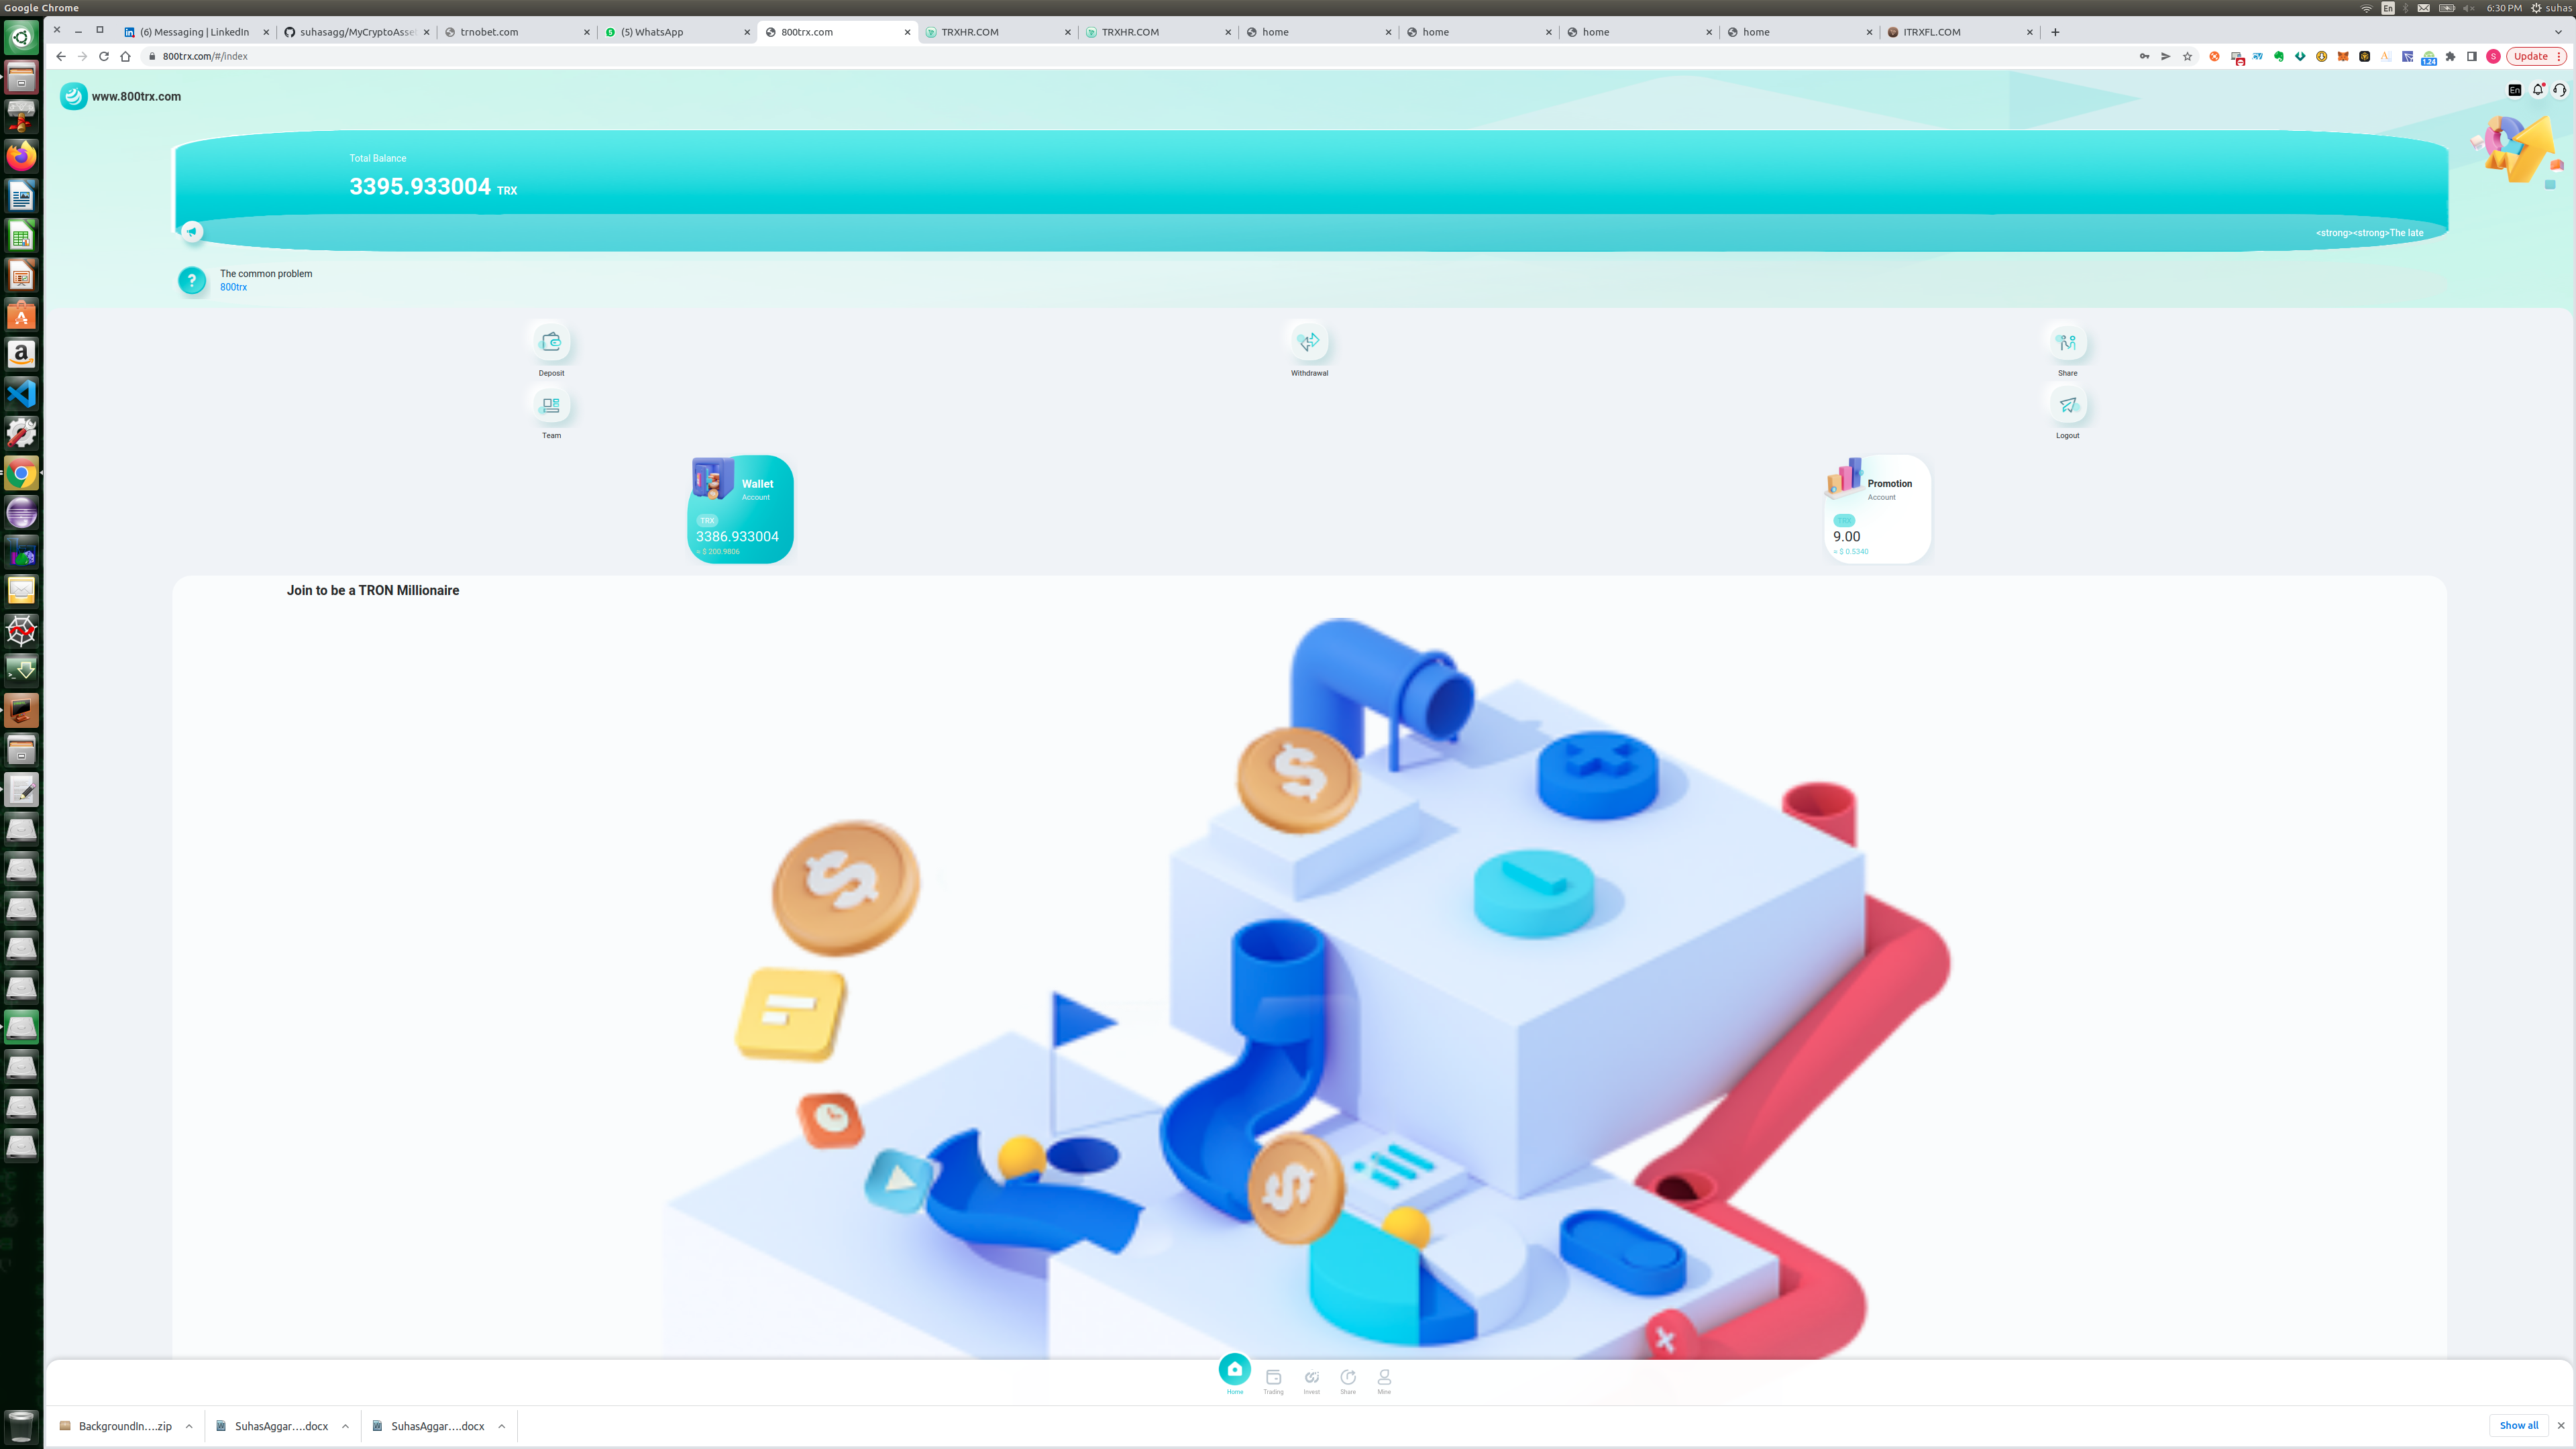 Google Chrome
En
6:30 PM
suhas
(6) Messaging | LinkedIn
suhasagg/MyCryptoAsse
trnobet.com
(5) WhatsApp
800trx.com
TRXHR.COM
TRXHR.COM
home
home
home
home
ITRXFL.COM
800trx.com/#/index
1.24
S
Update
www.800trx.com
En
Total Balance
3395.933004 TRX
<strong><strong>The late
?
The common problem
800trx
Deposit
Withdrawal
Share
Team
Logout
Wallet
Account
TRX
3386.933004
≈ $ 200.9806
Promotion
Account
TRX
9.00
≈ $ 0.5340
Join to be a TRON Millionaire
Home
Trading
Invest
Share
Mine
BackgroundIn....zip
SuhasAggar....docx
SuhasAggar....docx
Show all